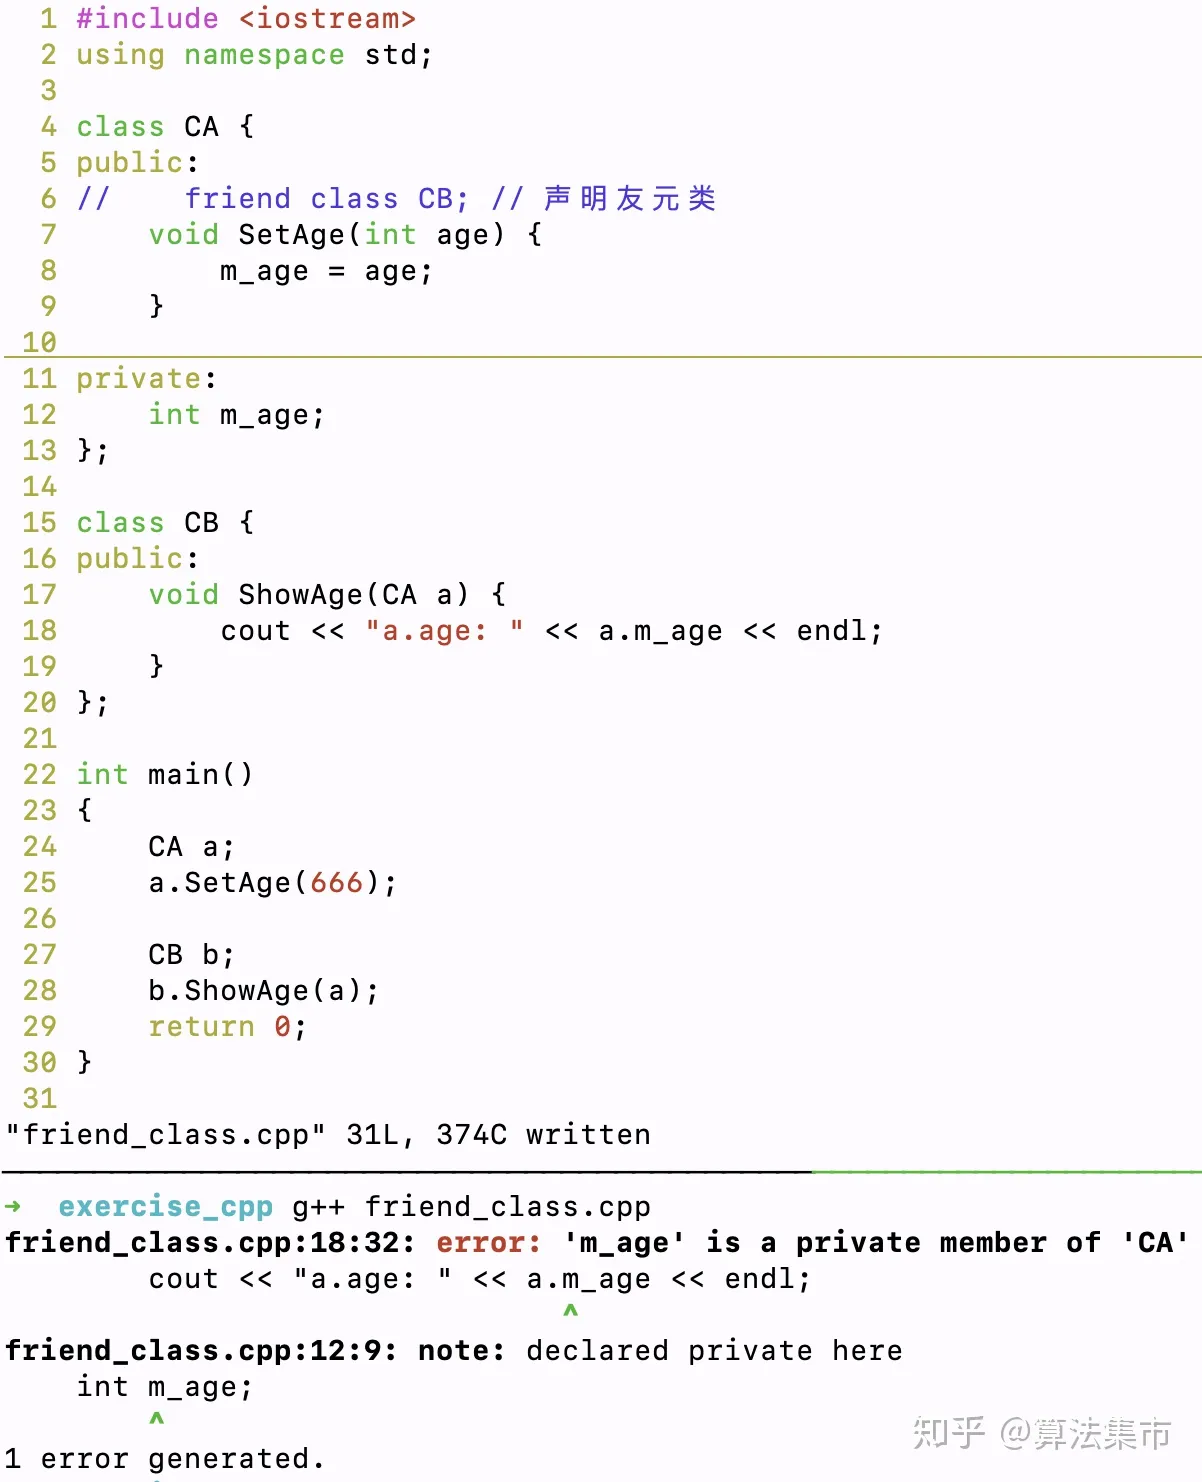 1 #include <iostream>
2 using namespace std;
3
4 class CA {
5 public:
6 //    friend class CB; // 声明友元类
7     void SetAge(int age) {
8         m_age = age;
9     }
10
11 private:
12     int m_age;
13 };
14
15 class CB {
16 public:
17     void ShowAge(CA a) {
18         cout << "a.age: " << a.m_age << endl;
19     }
20 };
21
22 int main()
23 {
24     CA a;
25     a.SetAge(666);
26
27     CB b;
28     b.ShowAge(a);
29     return 0;
30 }
31
"friend_class.cpp" 31L, 374C written
➜  exercise_cpp g++ friend_class.cpp
friend_class.cpp:18:32: error: 'm_age' is a private member of 'CA'
        cout << "a.age: " << a.m_age << endl;
                               ^
friend_class.cpp:12:9: note: declared private here
    int m_age;
        ^
1 error generated.
知乎 @算法集市